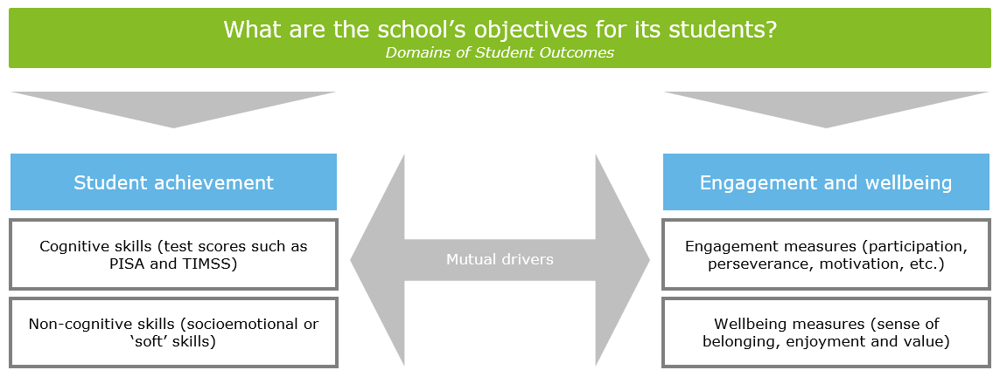 What are the school’s objectives for its students?
Domains of Student Outcomes
Student achievement
Cognitive skills (test scores such as
PISA and TIMSS)
Non-cognitive skills (socioemotional or
‘soft’ skills)
Mutual drivers
Engagement and wellbeing
Engagement measures (participation,
perseverance, motivation, etc.)
Wellbeing measures (sense of
belonging, enjoyment and value)